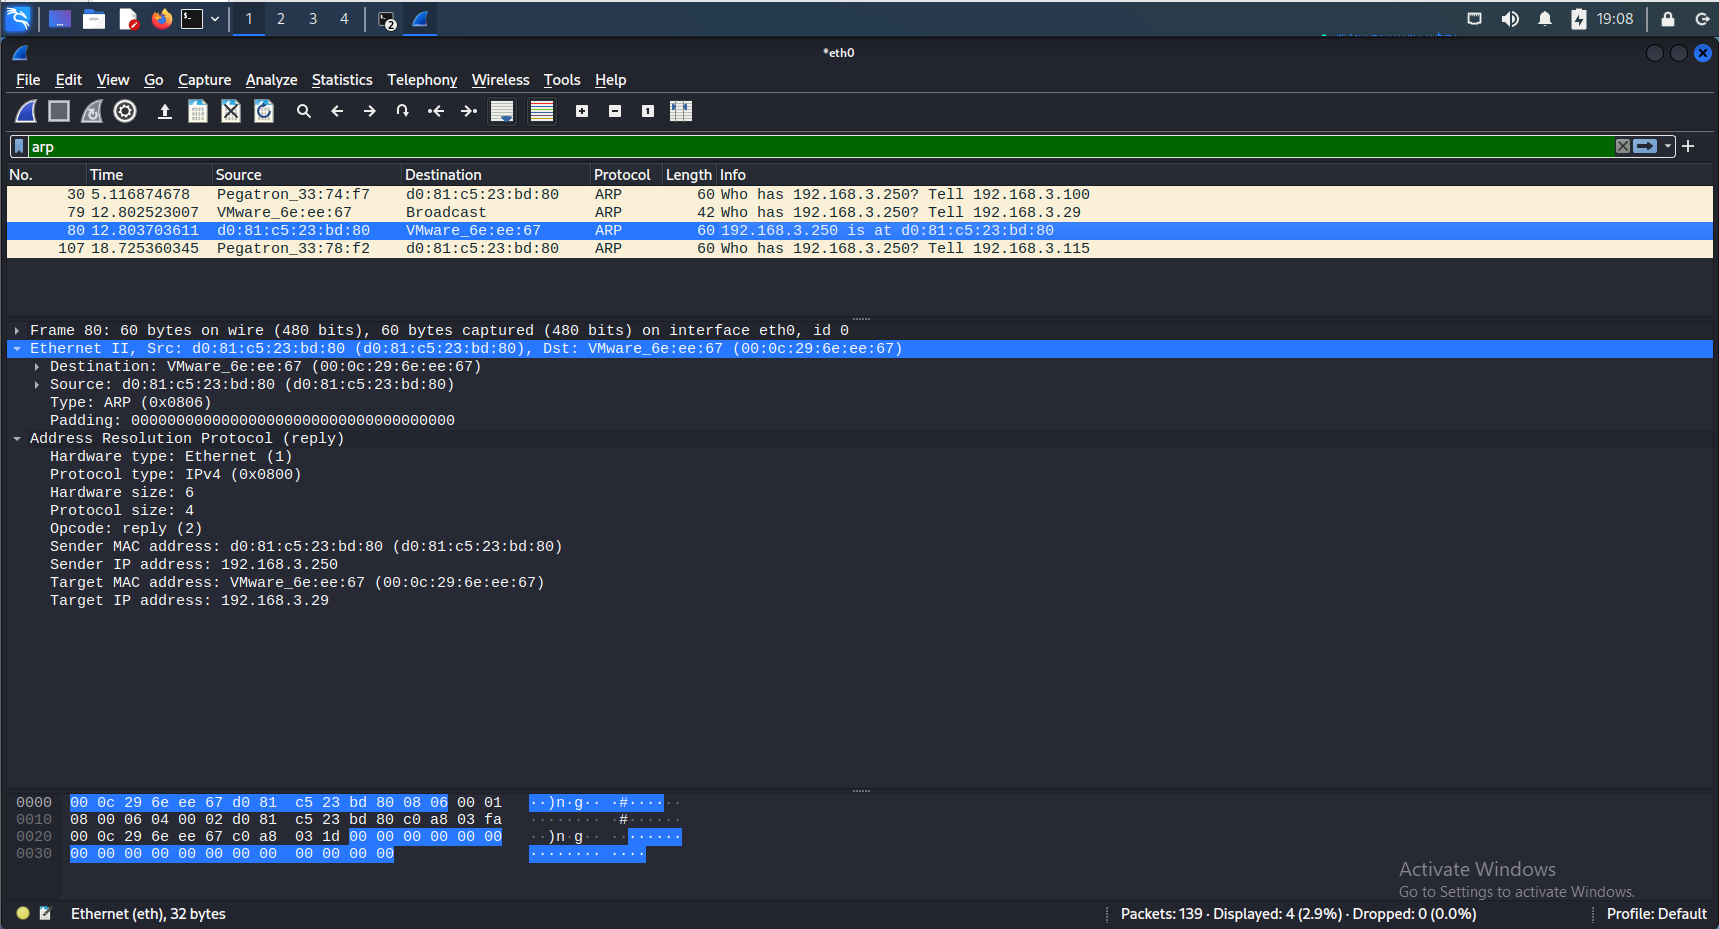 1 2 3 4 2 19:08
*eth0
File Edit View Go Capture Analyze Statistics Telephony Wireless Tools Help
arp
No. Time Source Destination Protocol Length Info
30 5.116874678 Pegatron_33:74:f7 d0:81:c5:23:bd:80 ARP 60 Who has 192.168.3.250? Tell 192.168.3.100
79 12.802523007 VMware_6e:ee:67 Broadcast ARP 42 Who has 192.168.3.250? Tell 192.168.3.29
80 12.803703611 d0:81:c5:23:bd:80 VMware_6e:ee:67 ARP 60 192.168.3.250 is at d0:81:c5:23:bd:80
107 18.725360345 Pegatron_33:78:f2 d0:81:c5:23:bd:80 ARP 60 Who has 192.168.3.250? Tell 192.168.3.115
Frame 80: 60 bytes on wire (480 bits), 60 bytes captured (480 bits) on interface eth0, id 0
Ethernet II, Src: d0:81:c5:23:bd:80 (d0:81:c5:23:bd:80), Dst: VMware_6e:ee:67 (00:0c:29:6e:ee:67)
Destination: VMware_6e:ee:67 (00:0c:29:6e:ee:67)
Source: d0:81:c5:23:bd:80 (d0:81:c5:23:bd:80)
Type: ARP (0x0806)
Padding: 000000000000000000000000000000000000
Address Resolution Protocol (reply)
Hardware type: Ethernet (1)
Protocol type: IPv4 (0x0800)
Hardware size: 6
Protocol size: 4
Opcode: reply (2)
Sender MAC address: d0:81:c5:23:bd:80 (d0:81:c5:23:bd:80)
Sender IP address: 192.168.3.250
Target MAC address: VMware_6e:ee:67 (00:0c:29:6e:ee:67)
Target IP address: 192.168.3.29
0000 00 0c 29 6e ee 67 d0 81 c5 23 bd 80 08 06 00 01 ··)n·g·· ·#······
0010 08 00 06 04 00 02 d0 81 c5 23 bd 80 c0 a8 03 fa ········ ·#······
0020 00 0c 29 6e ee 67 c0 a8 03 1d 00 00 00 00 00 00 ··)n·g·· ········
0030 00 00 00 00 00 00 00 00 00 00 00 00 ········ ····
Activate Windows
Go to Settings to activate Windows.
Ethernet (eth), 32 bytes Packets: 139 · Displayed: 4 (2.9%) · Dropped: 0 (0.0%) Profile: Default